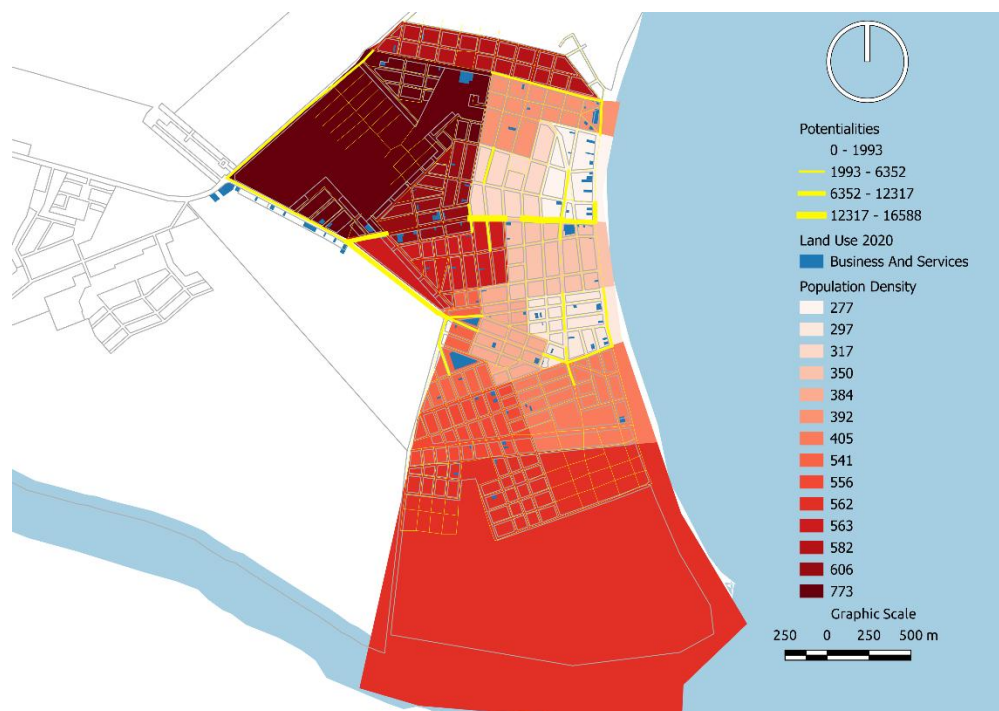 Potentialities
0 - 1993
1993 - 6352
6352 - 12317
12317 - 16588
Land Use 2020
Business And Services
Population Density
277
297
317
350
384
392
405
541
556
562
563
582
606
773
Graphic Scale
250 0 250 500 m